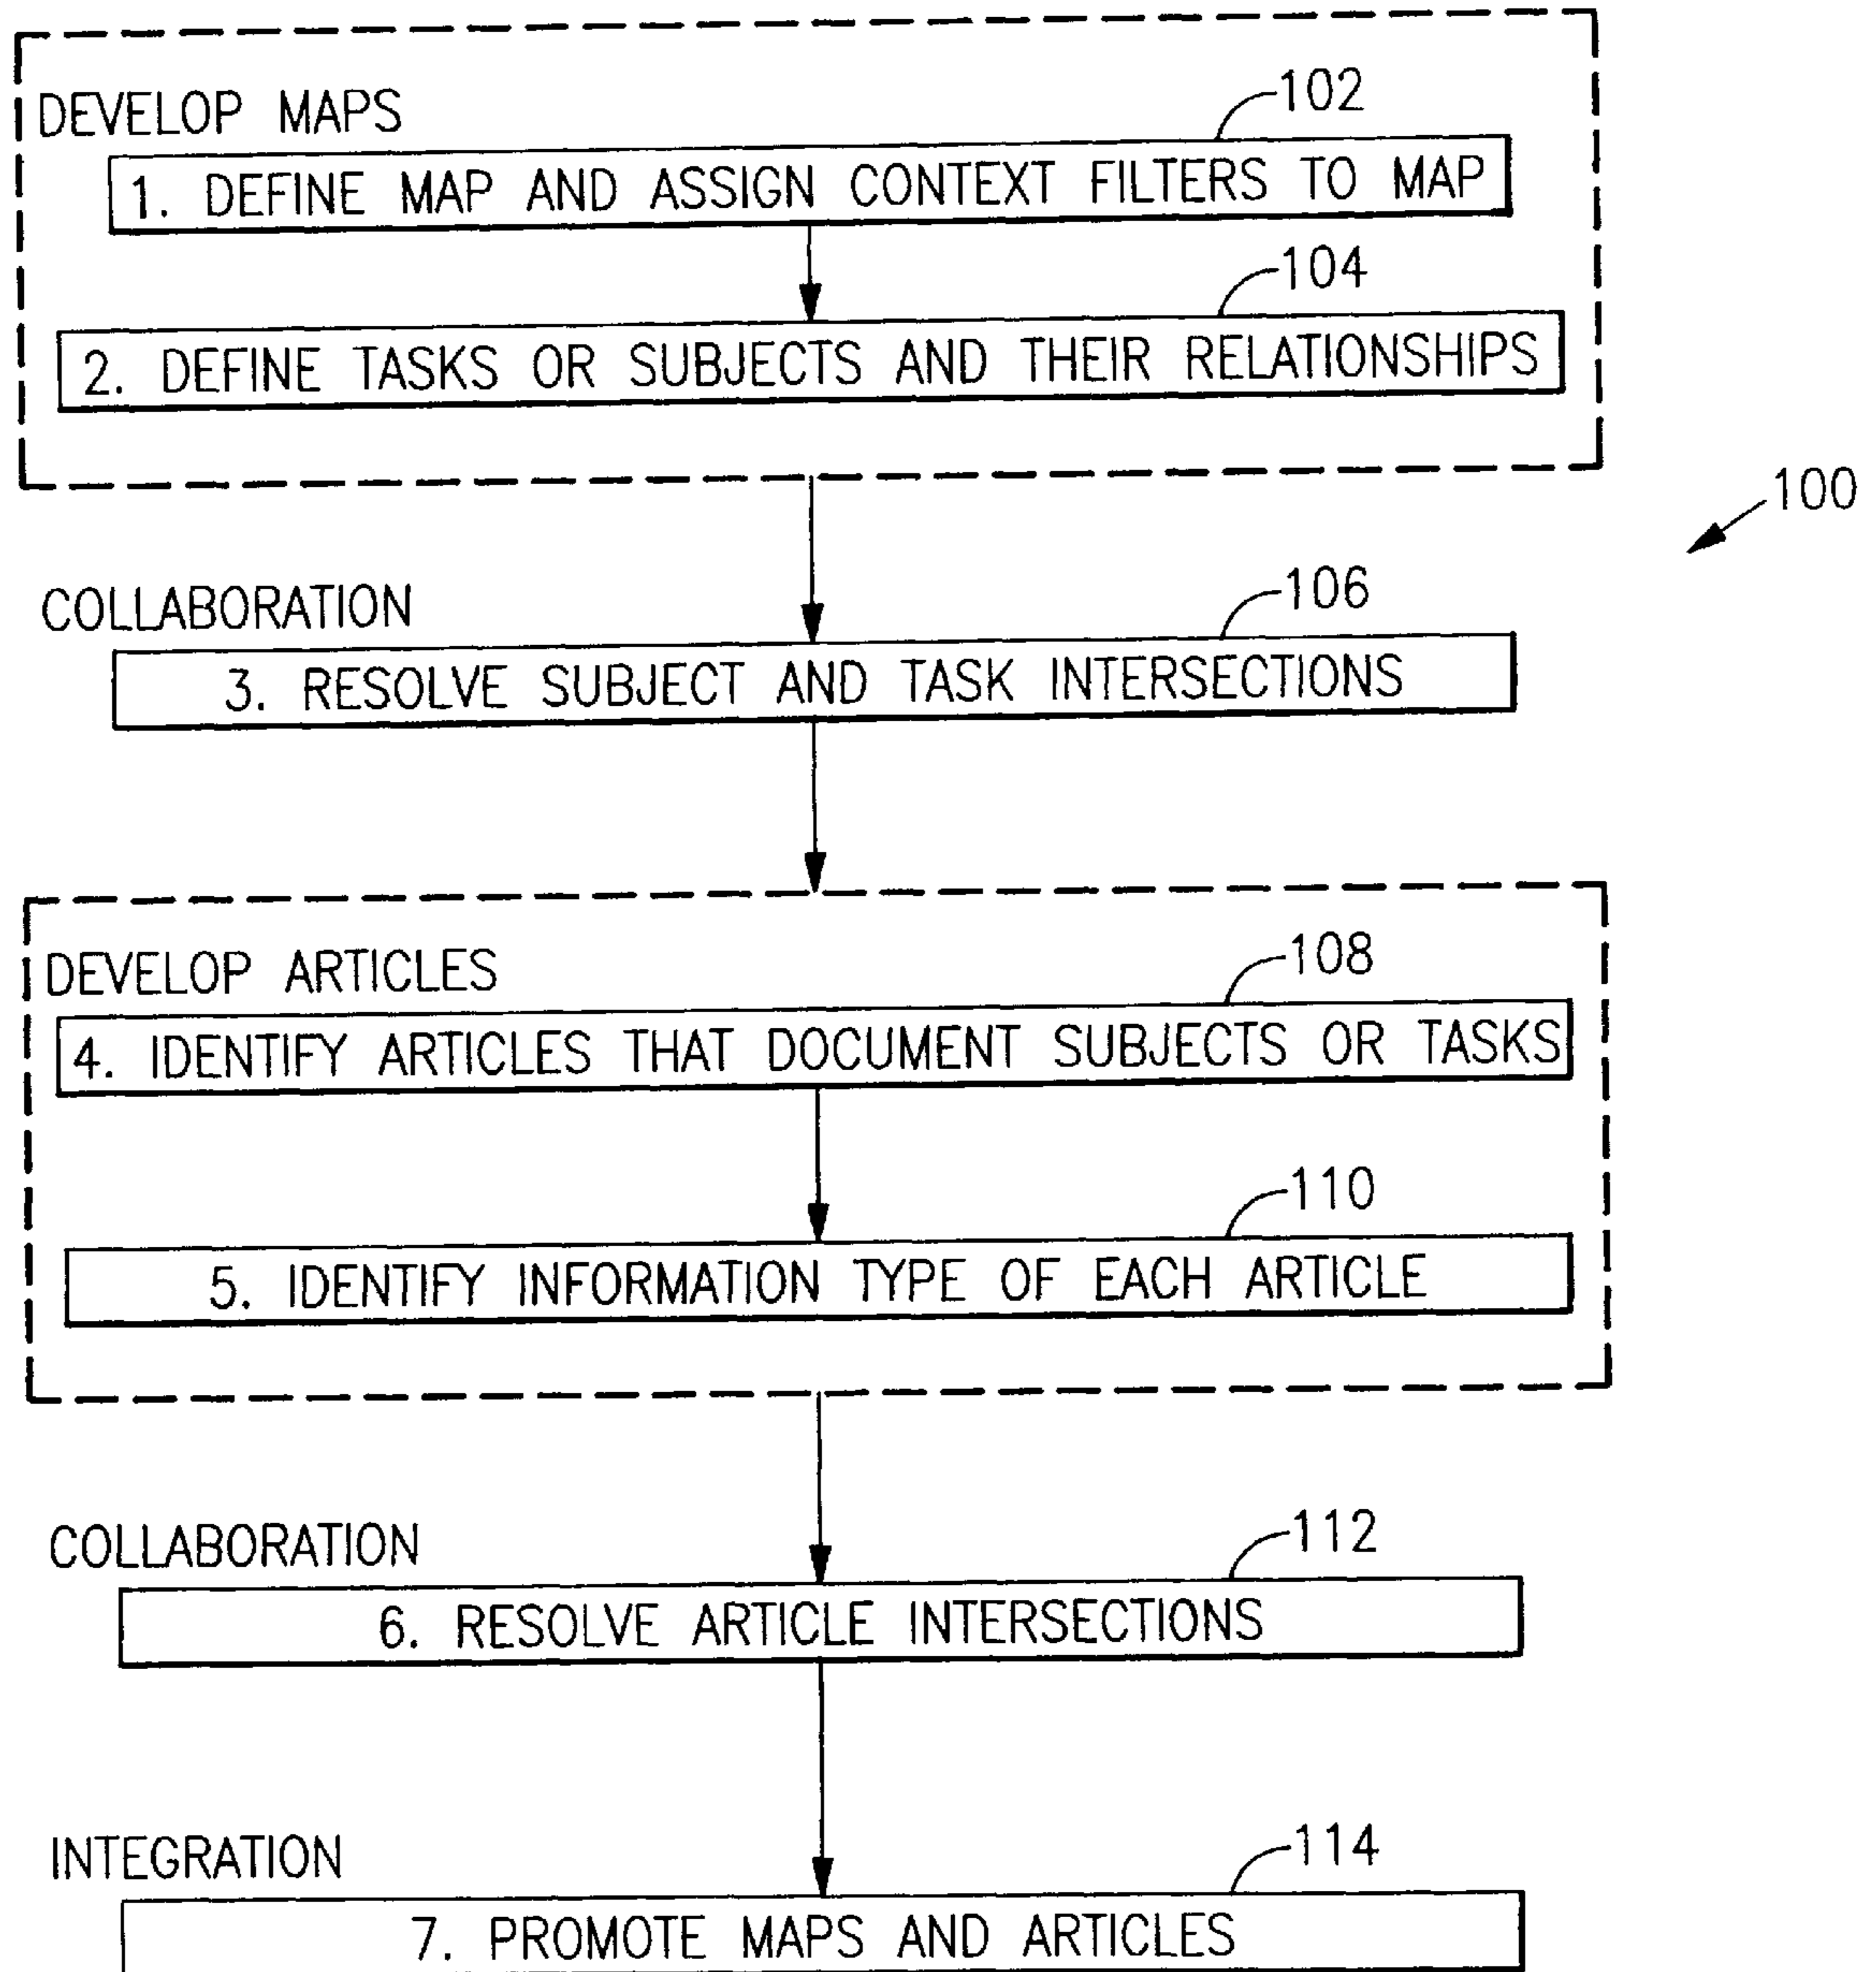 DEVELOP MAPS
102
1. DEFINE MAP AND ASSIGN CONTEXT FILTERS TO MAP
104
2. DEFINE TASKS OR SUBJECTS AND THEIR RELATIONSHIPS
100
COLLABORATION
106
3. RESOLVE SUBJECT AND TASK INTERSECTIONS
DEVELOP ARTICLES
108
4. IDENTIFY ARTICLES THAT DOCUMENT SUBJECTS OR TASKS
110
5. IDENTIFY INFORMATION TYPE OF EACH ARTICLE
COLLABORATION
112
6. RESOLVE ARTICLE INTERSECTIONS
INTEGRATION
114
7. PROMOTE MAPS AND ARTICLES